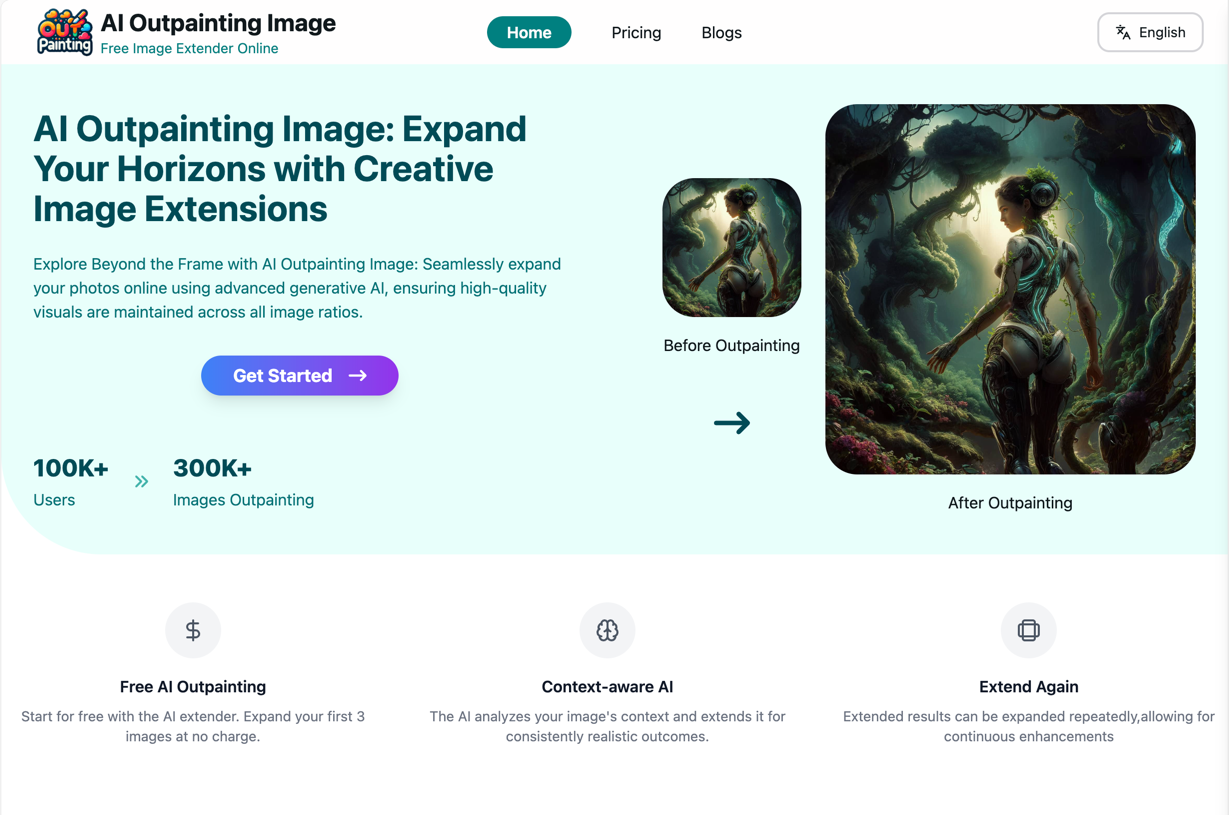 OUT
Painting
AI Outpainting Image
Free Image Extender Online
Home
Pricing
Blogs
English
AI Outpainting Image: Expand
Your Horizons with Creative
Image Extensions
Explore Beyond the Frame with AI Outpainting Image: Seamlessly expand
your photos online using advanced generative AI, ensuring high-quality
visuals are maintained across all image ratios.
Get Started
100K+
Users
300K+
Images Outpainting
Before Outpainting
After Outpainting
Free AI Outpainting
Start for free with the AI extender. Expand your first 3
images at no charge.
Context-aware AI
The AI analyzes your image's context and extends it for
consistently realistic outcomes.
Extend Again
Extended results can be expanded repeatedly,allowing for
continuous enhancements